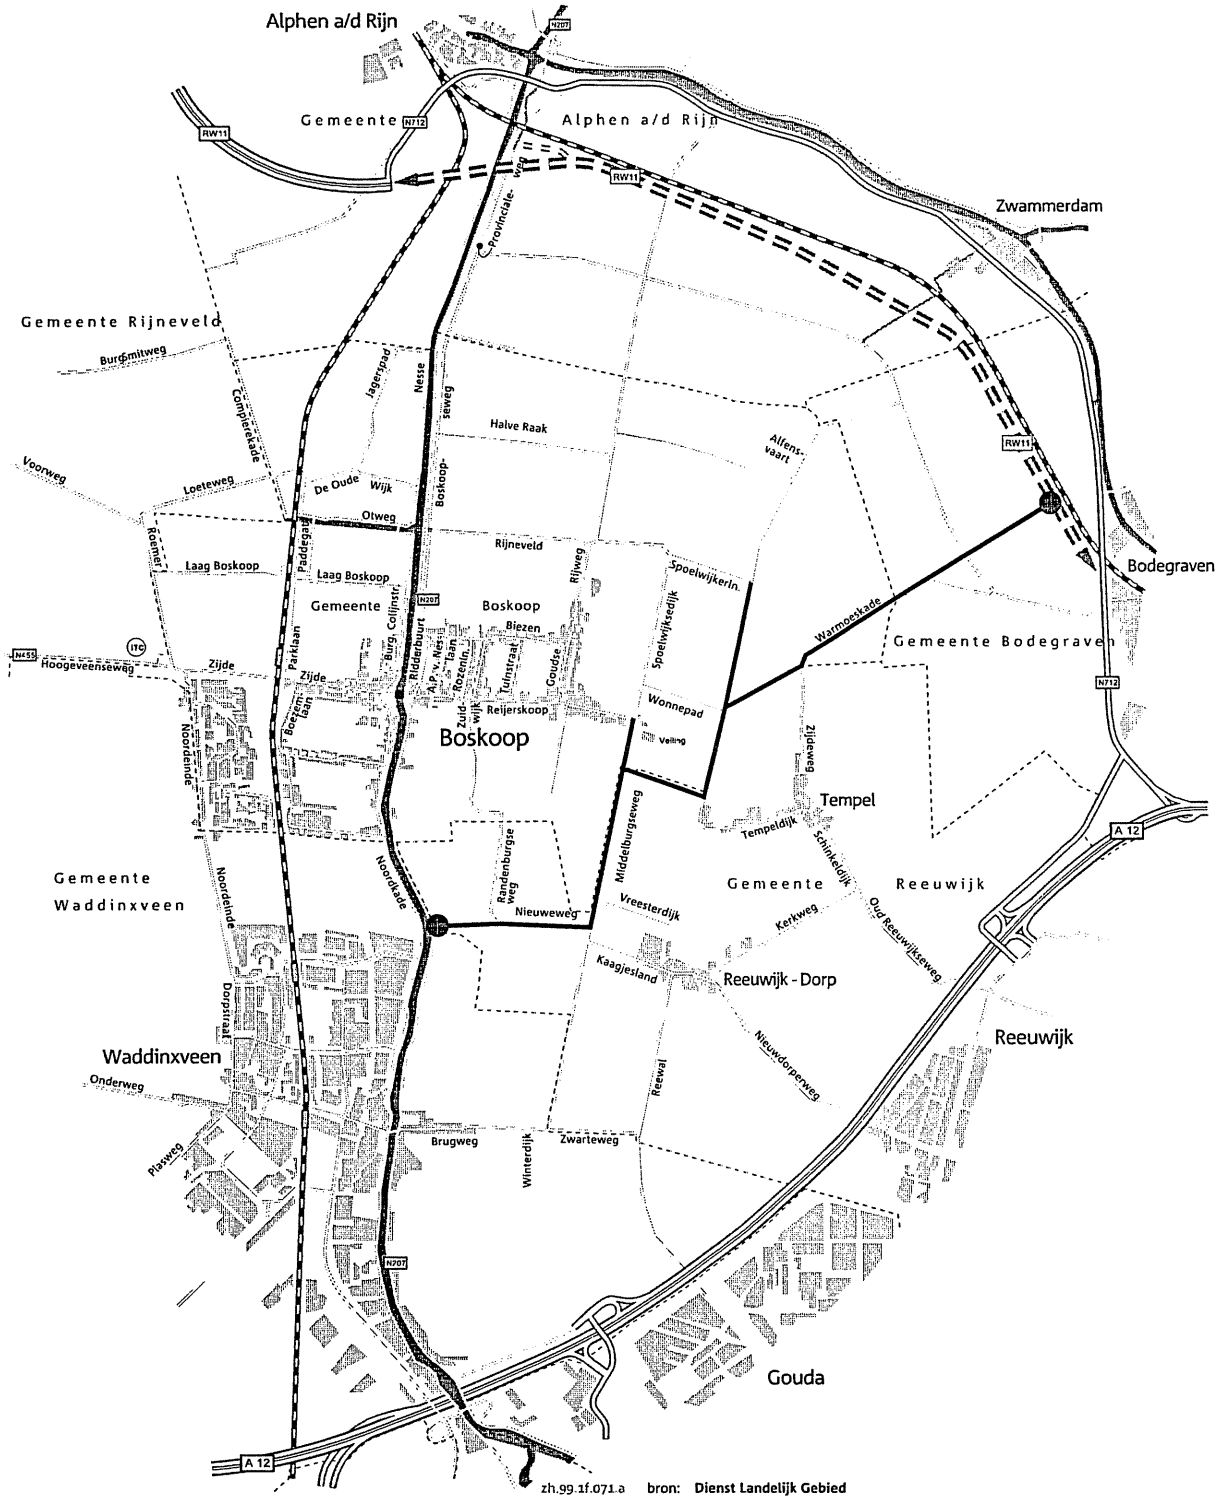 Alphen a/d Rijn
N207
Gemeente
N712
Alphen a/d Rijn
RW11
RW11
Provinciale-
weg
Zwammerdam
Gemeente Rijneveld
Burg Smitweg
Jagerspad
Nesse
seweg
Compierekade
Halve Raak
Alfens-
vaart
RW11
Voorweg
Loeteweg
De Oude Wijk
Boskoop-
Otweg
Roemer
Paddegat
Rijneveld
Rijweg
Laag Boskoop
Laag Boskoop
Spoelwijkerln.
Bodegraven
Gemeente
Boskoop
N207
Burg. Colijnstr.
Ridderbuurt
Biezen
Spoelwijksedijk
Warmoeskade
Gemeente Bodegraven
ITC
N455
Hoogeveenseweg
Zijde
Parklaan
Zijde
A.P. v. Nes-
laan
Rozenln.
Tuinstraat
Goudse
N712
Boezem-
laan
Zuid-
wijk
Reijerskoop
Wonnepad
Noordeinde
Boskoop
Veiling
Zijdeweg
Tempel
Middelburgseweg
Tempeldijk
Schinkeldijk
A 12
Noordkade
Randenburgse
weg
Gemeente
Waddinxveen
Noordeinde
Nieuweweg
Vreesterdijk
Gemeente
Reeuwijk
Kerkweg
Oud Reeuwijkseweg
Kaagjesland
Reeuwijk - Dorp
Dorpstraat
Reeuwijk
Waddinxveen
Nieuwdorperweg
Onderweg
Reewal
Plasweg
Brugweg
Winterdijk
Zwarteweg
N207
Gouda
A 12
zh.99.1f.071.a bron: Dienst Landelijk Gebied